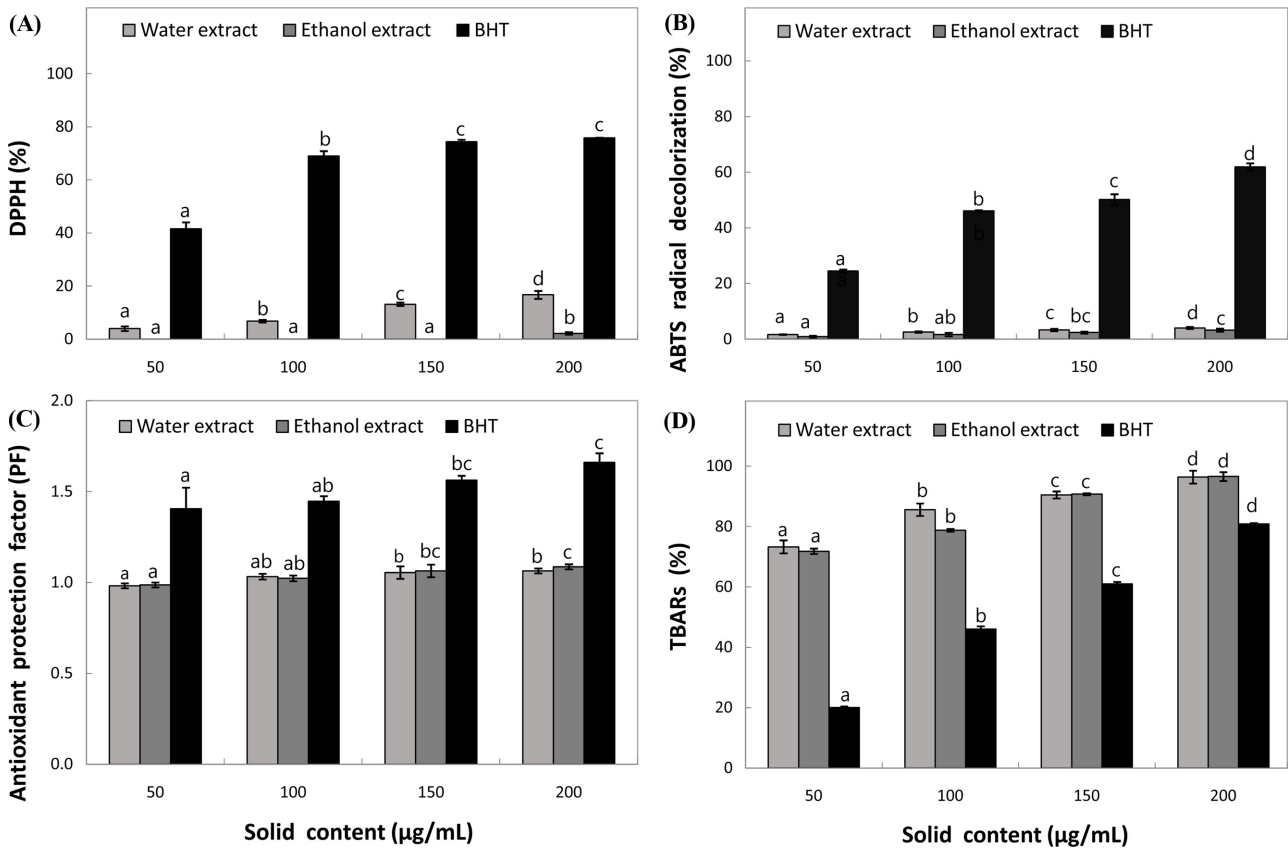 (A)
Water extract Ethanol extract BHT
DPPH (%)
100
80
60
40
20
0
a a a
b a b
c a c
d b c
50 100 150 200
(B)
Water extract Ethanol extract BHT
ABTS radical decolorization (%)
100
80
60
40
20
0
a a a a
b ab b b
c bc c
d c d
50 100 150 200
(C)
Water extract Ethanol extract BHT
Antioxidant protection factor (PF)
2.0
1.5
1.0
0.5
0.0
a a a
ab ab ab
b bc bc
b c c
50 100 150 200
Solid content (μg/mL)
(D)
Water extract Ethanol extract BHT
TBARs (%)
100
80
60
40
20
0
a a a
b b b
c c c
d d d
50 100 150 200
Solid content (μg/mL)